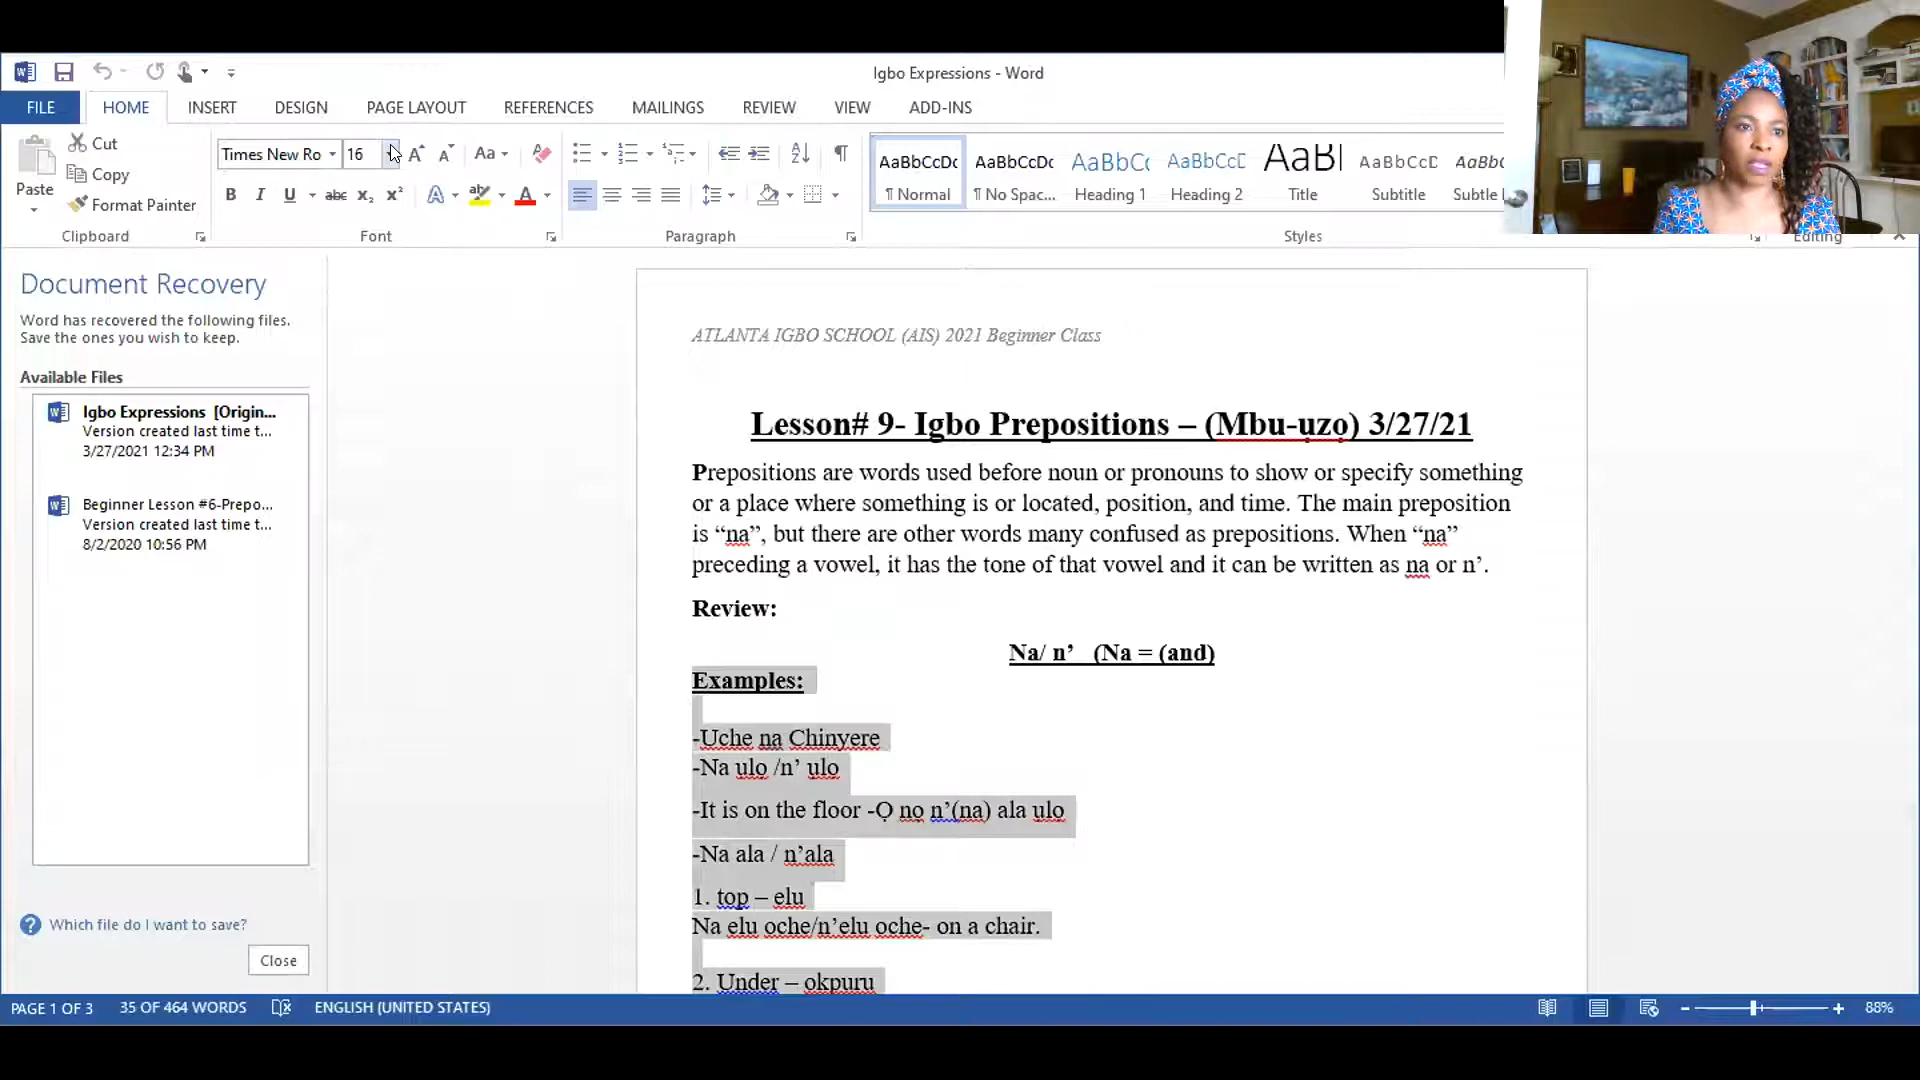 Igbo Expressions - Word
FILE HOME INSERT DESIGN PAGE LAYOUT REFERENCES MAILINGS REVIEW VIEW ADD-INS
Paste
Cut
Copy
Format Painter
Clipboard
Times New Ro 16
Font
Paragraph
AaBbCcDc AaBbCcDc AaBbC AaBbCcD AaB AaBbCcD AaBbC
¶ Normal ¶ No Spac... Heading 1 Heading 2 Title Subtitle Subtle
Styles
Editing
Document Recovery
Word has recovered the following files.
Save the ones you wish to keep.
Available Files
Igbo Expressions [Origin...
Version created last time t...
3/27/2021 12:34 PM
Beginner Lesson #6-Prepo...
Version created last time t...
8/2/2020 10:56 PM
Which file do I want to save?
Close
ATLANTA IGBO SCHOOL (AIS) 2021 Beginner Class
Lesson# 9- Igbo Prepositions – (Mbu-ụzọ) 3/27/21
Prepositions are words used before noun or pronouns to show or specify something
or a place where something is or located, position, and time. The main preposition
is “na”, but there are other words many confused as prepositions. When “na”
preceding a vowel, it has the tone of that vowel and it can be written as na or n’.
Review:
Na/ n’ (Na = (and)
Examples:
-Uche na Chinyere
-Na ulo /n’ ulo
-It is on the floor -Ọ nọ n’(na) ala ụlo
-Na ala / n’ala
1. top – elu
Na elu oche/n’elu oche- on a chair.
2. Under – okpuru
PAGE 1 OF 3 35 OF 464 WORDS ENGLISH (UNITED STATES) 88%